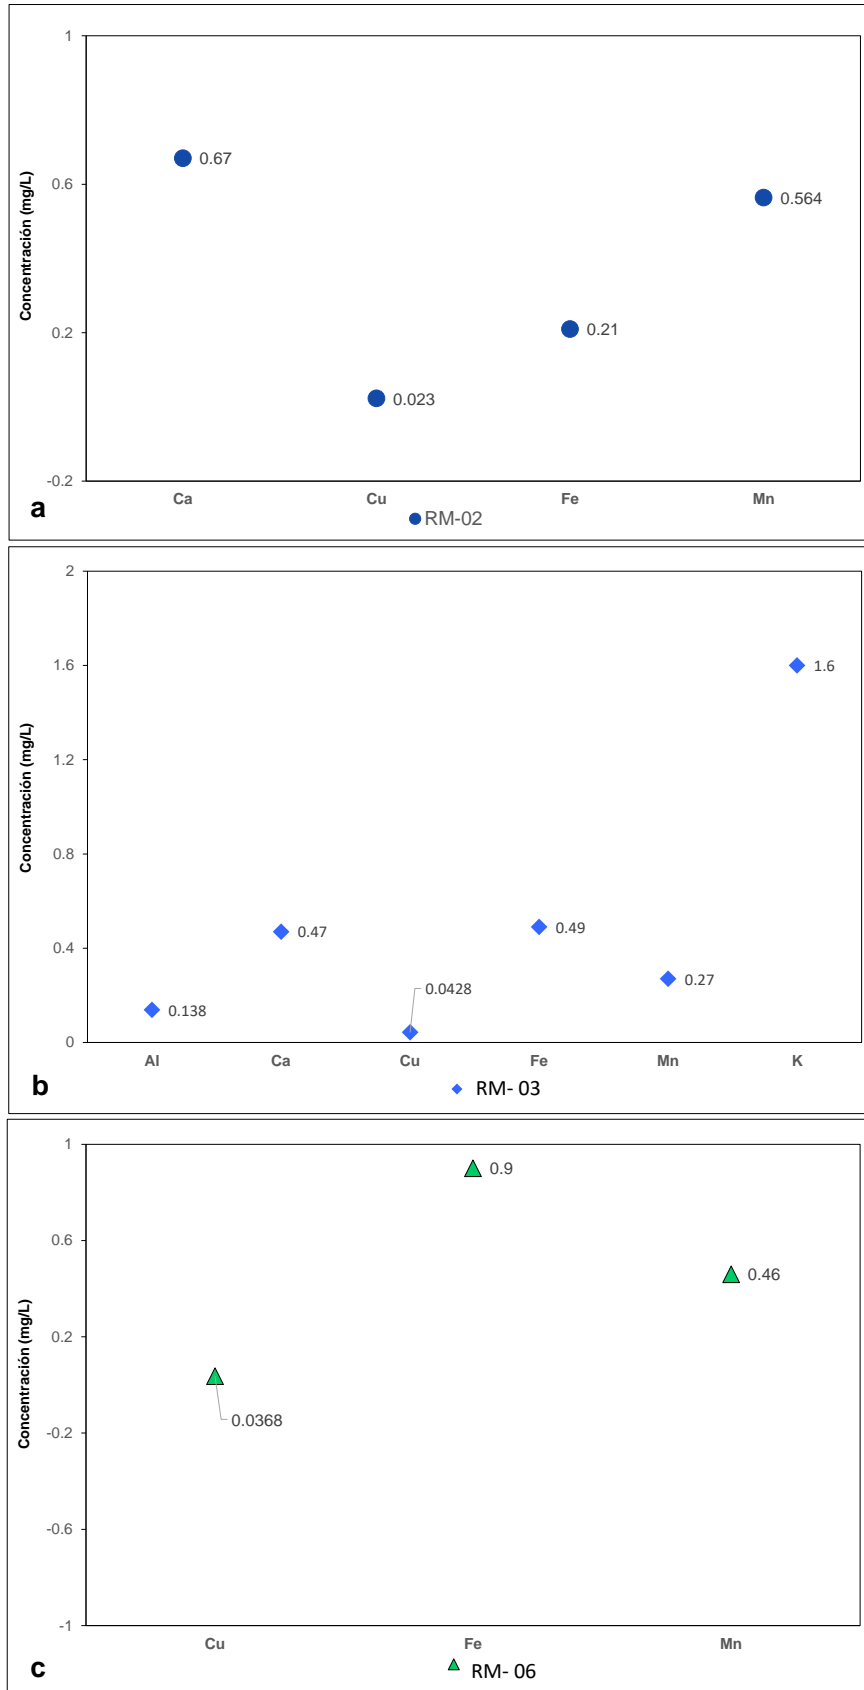 1
0.6
0.2
-0.2
Concentración (mg/L)
0.67
0.023
0.21
0.564
Ca Cu Fe Mn
a
RM-02
2
1.6
1.2
0.8
0.4
0
Concentración (mg/L)
0.138
0.47
0.0428
0.49
0.27
1.6
Al Ca Cu Fe Mn K
b
RM- 03
1
0.6
0.2
-0.2
-0.6
-1
Concentración (mg/L)
0.0368
0.9
0.46
Cu Fe Mn
c
RM- 06